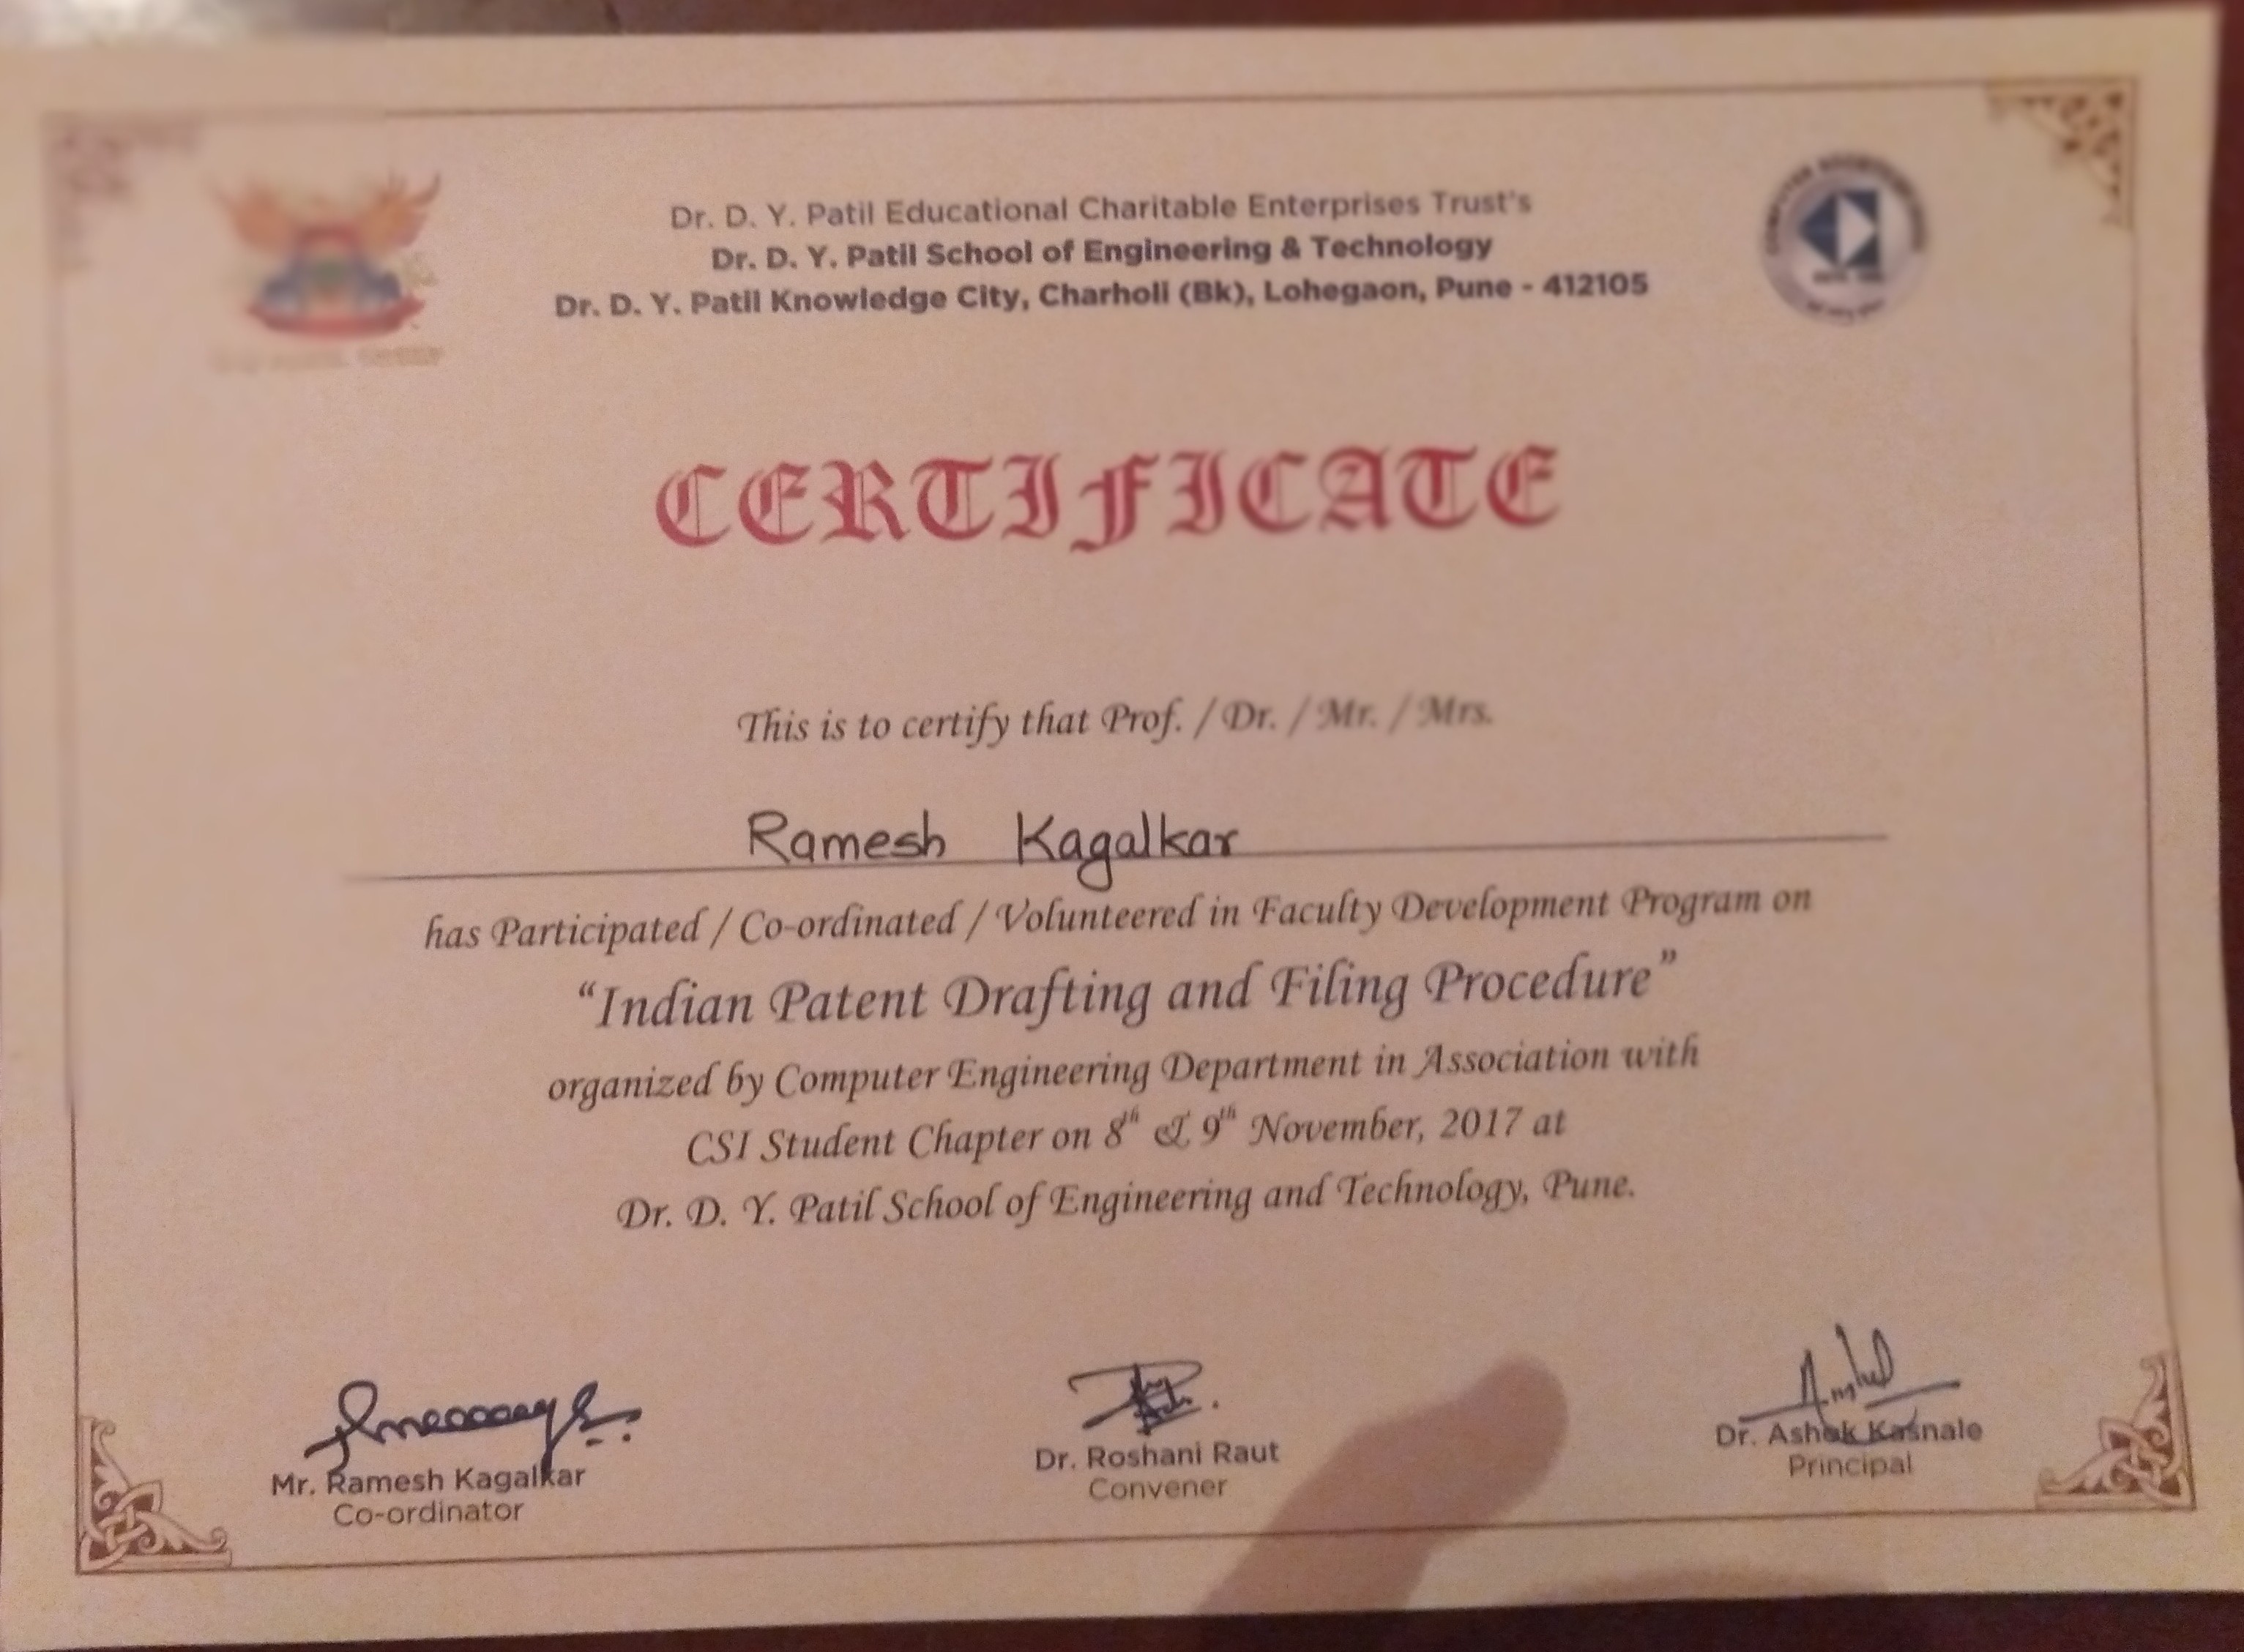 Dr. D. Y. Patil Educational Charitable Enterprises Trust's
Dr. D. Y. Patil School of Engineering & Technology
Dr. D. Y. Patil Knowledge City, Charholi (Bk), Lohegaon, Pune - 412105
CERTIFICATE
This is to certify that Prof. / Dr. / Mr. / Mrs.
Ramesh Kagalkar
has Participated / Co-ordinated / Volunteered in Faculty Development Program on
“Indian Patent Drafting and Filing Procedure”
organized by Computer Engineering Department in Association with
CSI Student Chapter on 8th & 9th November, 2017 at
Dr. D. Y. Patil School of Engineering and Technology, Pune.
Mr. Ramesh Kagalkar
Co-ordinator
Dr. Roshani Raut
Convener
Dr. Ashok Kasnale
Principal